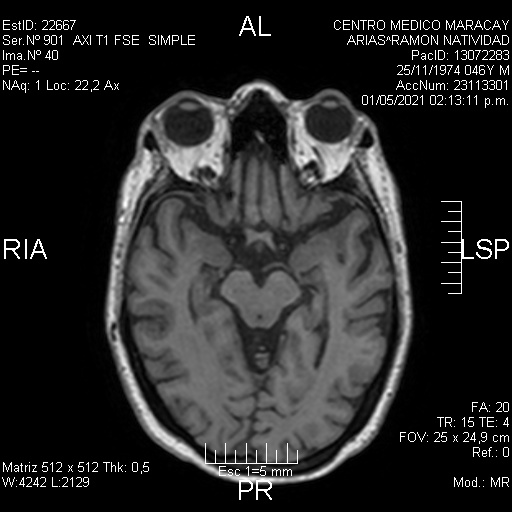 EstID: 22667
Ser.Nº 901 AXI T1 FSE SIMPLE
Ima.Nº 40
PE= --
NAq: 1 Loc: 22,2 Ax
AL
CENTRO MEDICO MARACAY
ARIAS^RAMON NATIVIDAD
PacID: 13072283
25/11/1974 046Y M
AccNum: 23113301
01/05/2021 02:13:11 p.m.
RIA
LSP
FA: 20
TR: 15 TE: 4
FOV: 25 x 24,9 cm
Ref.: 0
Mod.: MR
Matriz 512 x 512 Thk: 0,5
W:4242 L:2129
Esc 1=5 mm
PR